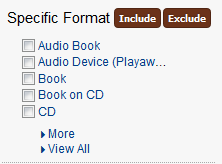 Specific Format Include Exclude
Audio Book
Audio Device (Playaw...
Book
Book on CD
CD
More
View All